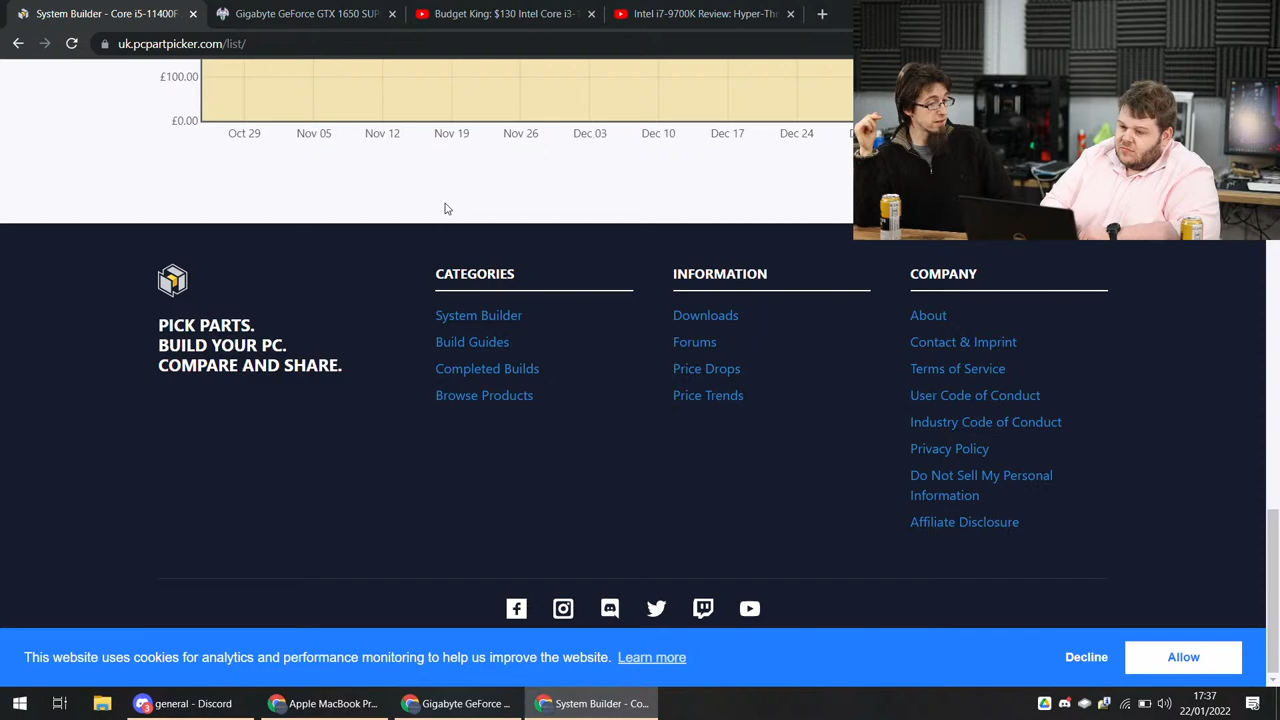 System Builder - Core i5-11400F
Gigabyte GeForce GTX 1650 SUP
Budget King: $130 Intel Core i3-1
Intel i7-9700K Review: Hyper-Th
uk.pcpartpicker.com/list/
£100.00
£0.00
Oct 29 Nov 05 Nov 12 Nov 19 Nov 26 Dec 03 Dec 10 Dec 17 Dec 24
PICK PARTS.
BUILD YOUR PC.
COMPARE AND SHARE.
CATEGORIES
System Builder
Build Guides
Completed Builds
Browse Products
INFORMATION
Downloads
Forums
Price Drops
Price Trends
COMPANY
About
Contact & Imprint
Terms of Service
User Code of Conduct
Industry Code of Conduct
Privacy Policy
Do Not Sell My Personal
Information
Affiliate Disclosure
This website uses cookies for analytics and performance monitoring to help us improve the website. Learn more
Decline
Allow
general - Discord
Apple MacBook Pr...
Gigabyte GeForce ...
System Builder - Co...
17:37
22/01/2022